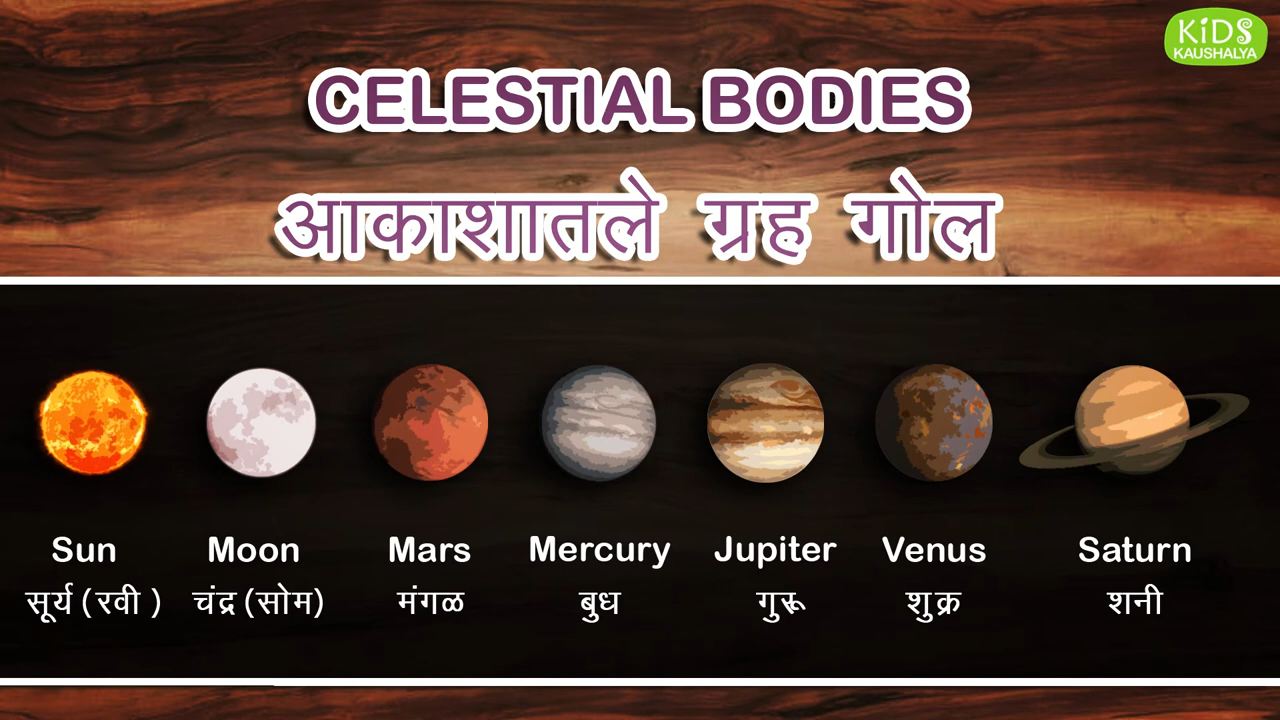 KiDS
KAUSHALYA
CELESTIAL BODIES
आकाशातले ग्रह गोल
Sun Moon Mars Mercury Jupiter Venus Saturn
सूर्य (रवी ) चंद्र (सोम) मंगळ बुध गुरू शुक्र शनी